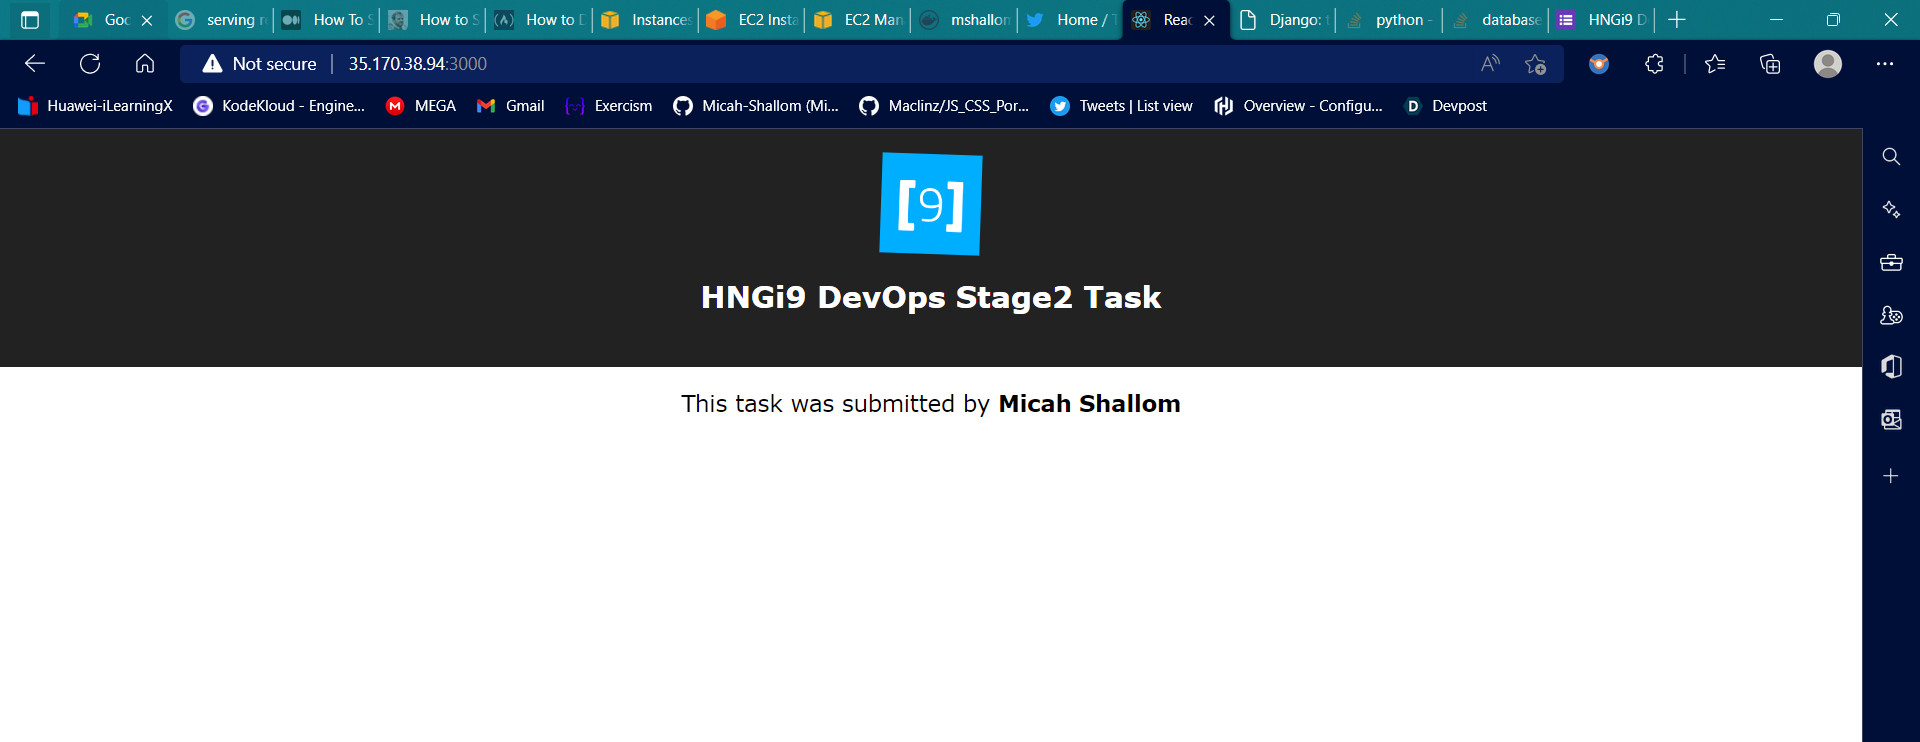 Goc serving How To How to How to Instances EC2 Insta EC2 Man mshallom Home / Reac Django: python - database HNGi9 D
Not secure 35.170.38.94:3000
Huawei-iLearningX KodeKloud - Engine... MEGA Gmail Exercism Micah-Shallom (Mi... Maclinz/JS_CSS_Por... Tweets | List view Overview - Configu... Devpost
[9]
HNGi9 DevOps Stage2 Task
This task was submitted by Micah Shallom